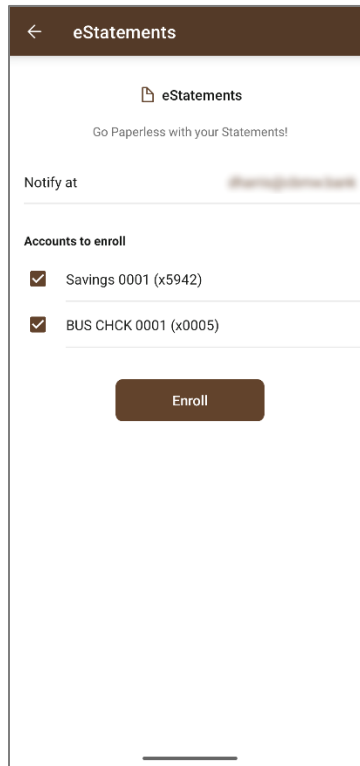 eStatements
eStatements
Go Paperless with your Statements!
Notify at
Accounts to enroll
Savings 0001 (x5942)
BUS CHCK 0001 (x0005)
Enroll